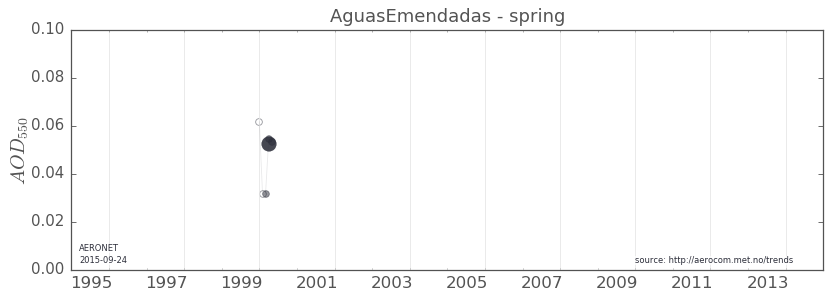 AguasEmendadas - spring
0.10
0.08
0.06
0.04
0.02
0.00
AOD550
AERONET
2015-09-24
source: http://aerocom.met.no/trends
1995 1997 1999 2001 2003 2005 2007 2009 2011 2013